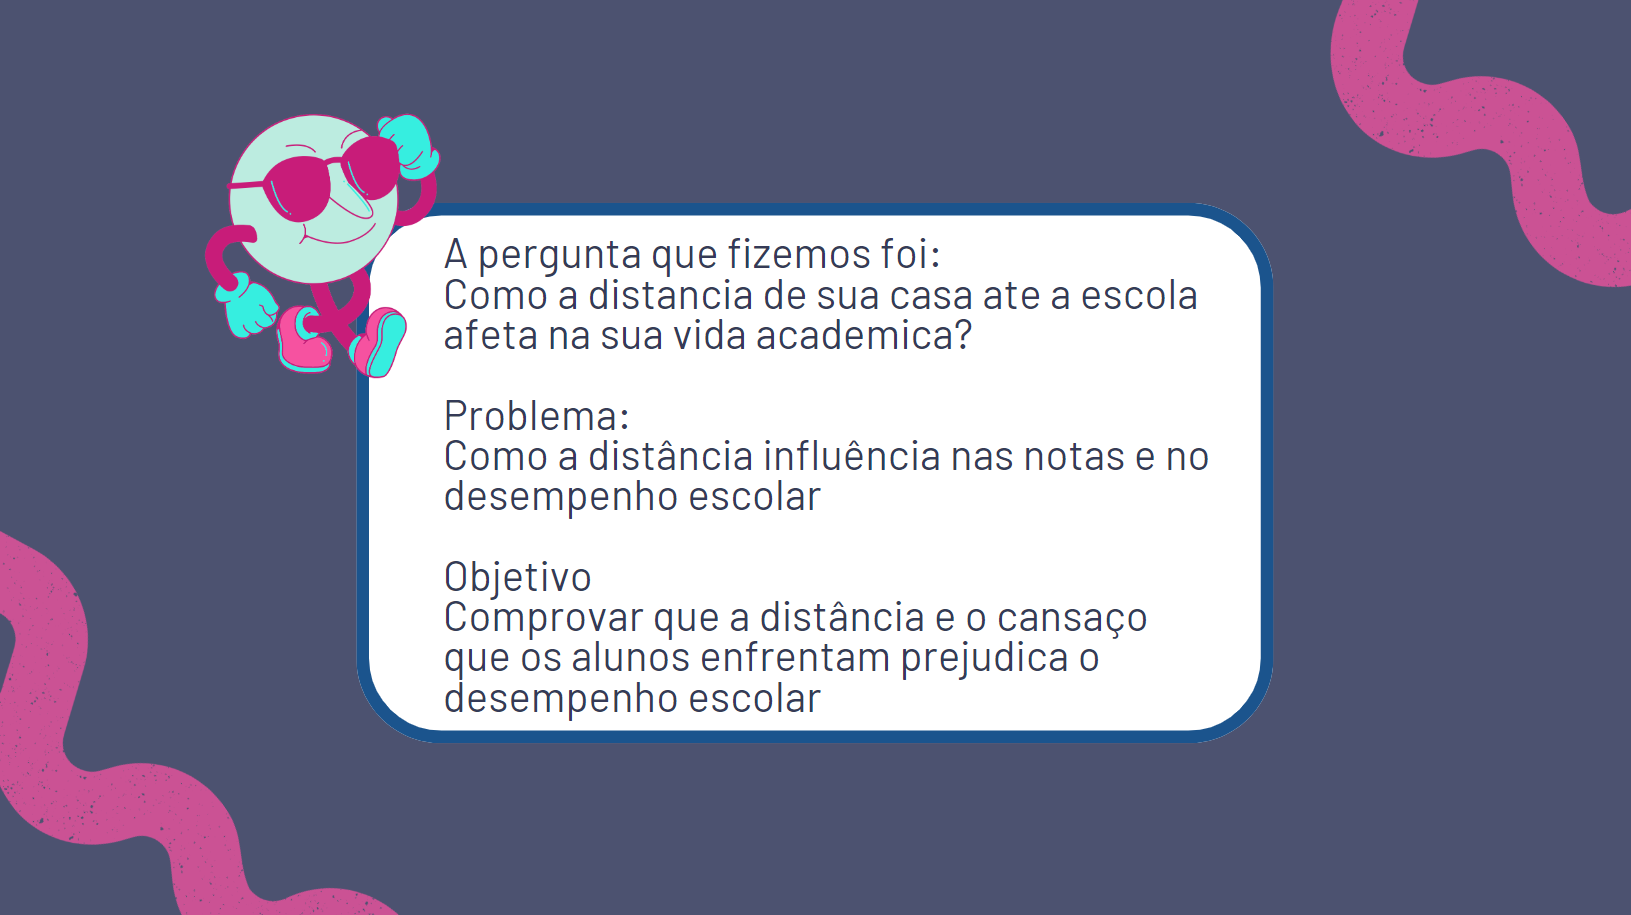 A pergunta que fizemos foi:
Como a distancia de sua casa ate a escola
afeta na sua vida academica?
Problema:
Como a distância influência nas notas e no
desempenho escolar
Objetivo
Comprovar que a distância e o cansaço
que os alunos enfrentam prejudica o
desempenho escolar